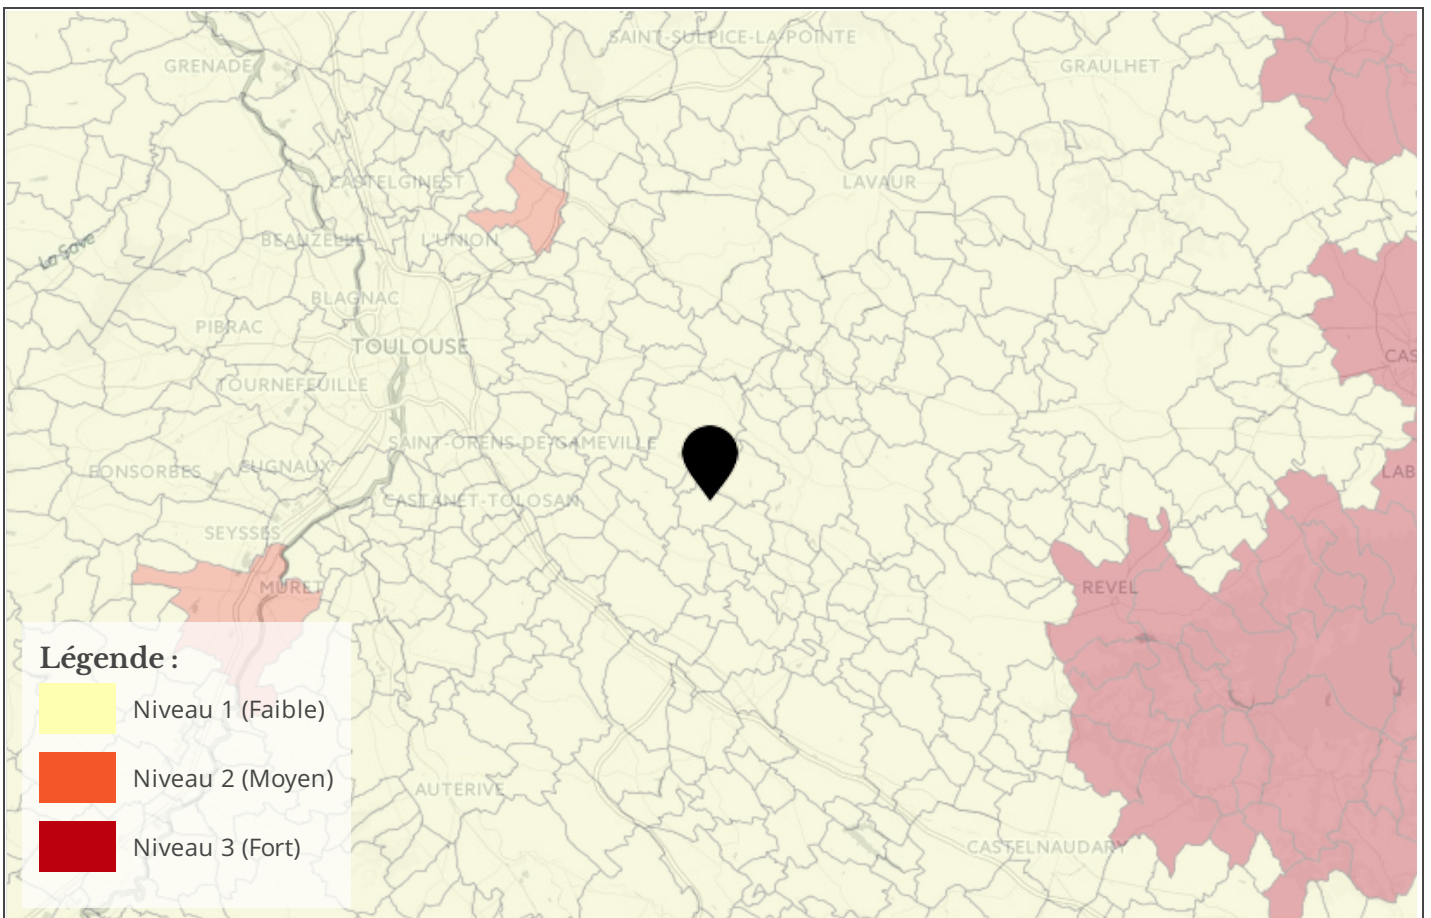 SAINT-SULPICE-LA-POINTE
GRENADE
GRAULHET
CASTELGINEST
LAVAUR
BEAUZELLE
L'UNION
La Save
BLAGNAC
PIBRAC
TOULOUSE
CAS
TOURNEFEUILLE
SAINT-ORENS-DE-GAMEVILLE
FONSORBES
CUGNAUX
LAB
CASTANET-TOLOSAN
SEYSSES
MURET
REVEL
Légende :
Niveau 1 (Faible)
Niveau 2 (Moyen)
AUTERIVE
Niveau 3 (Fort)
CASTELNAUDARY